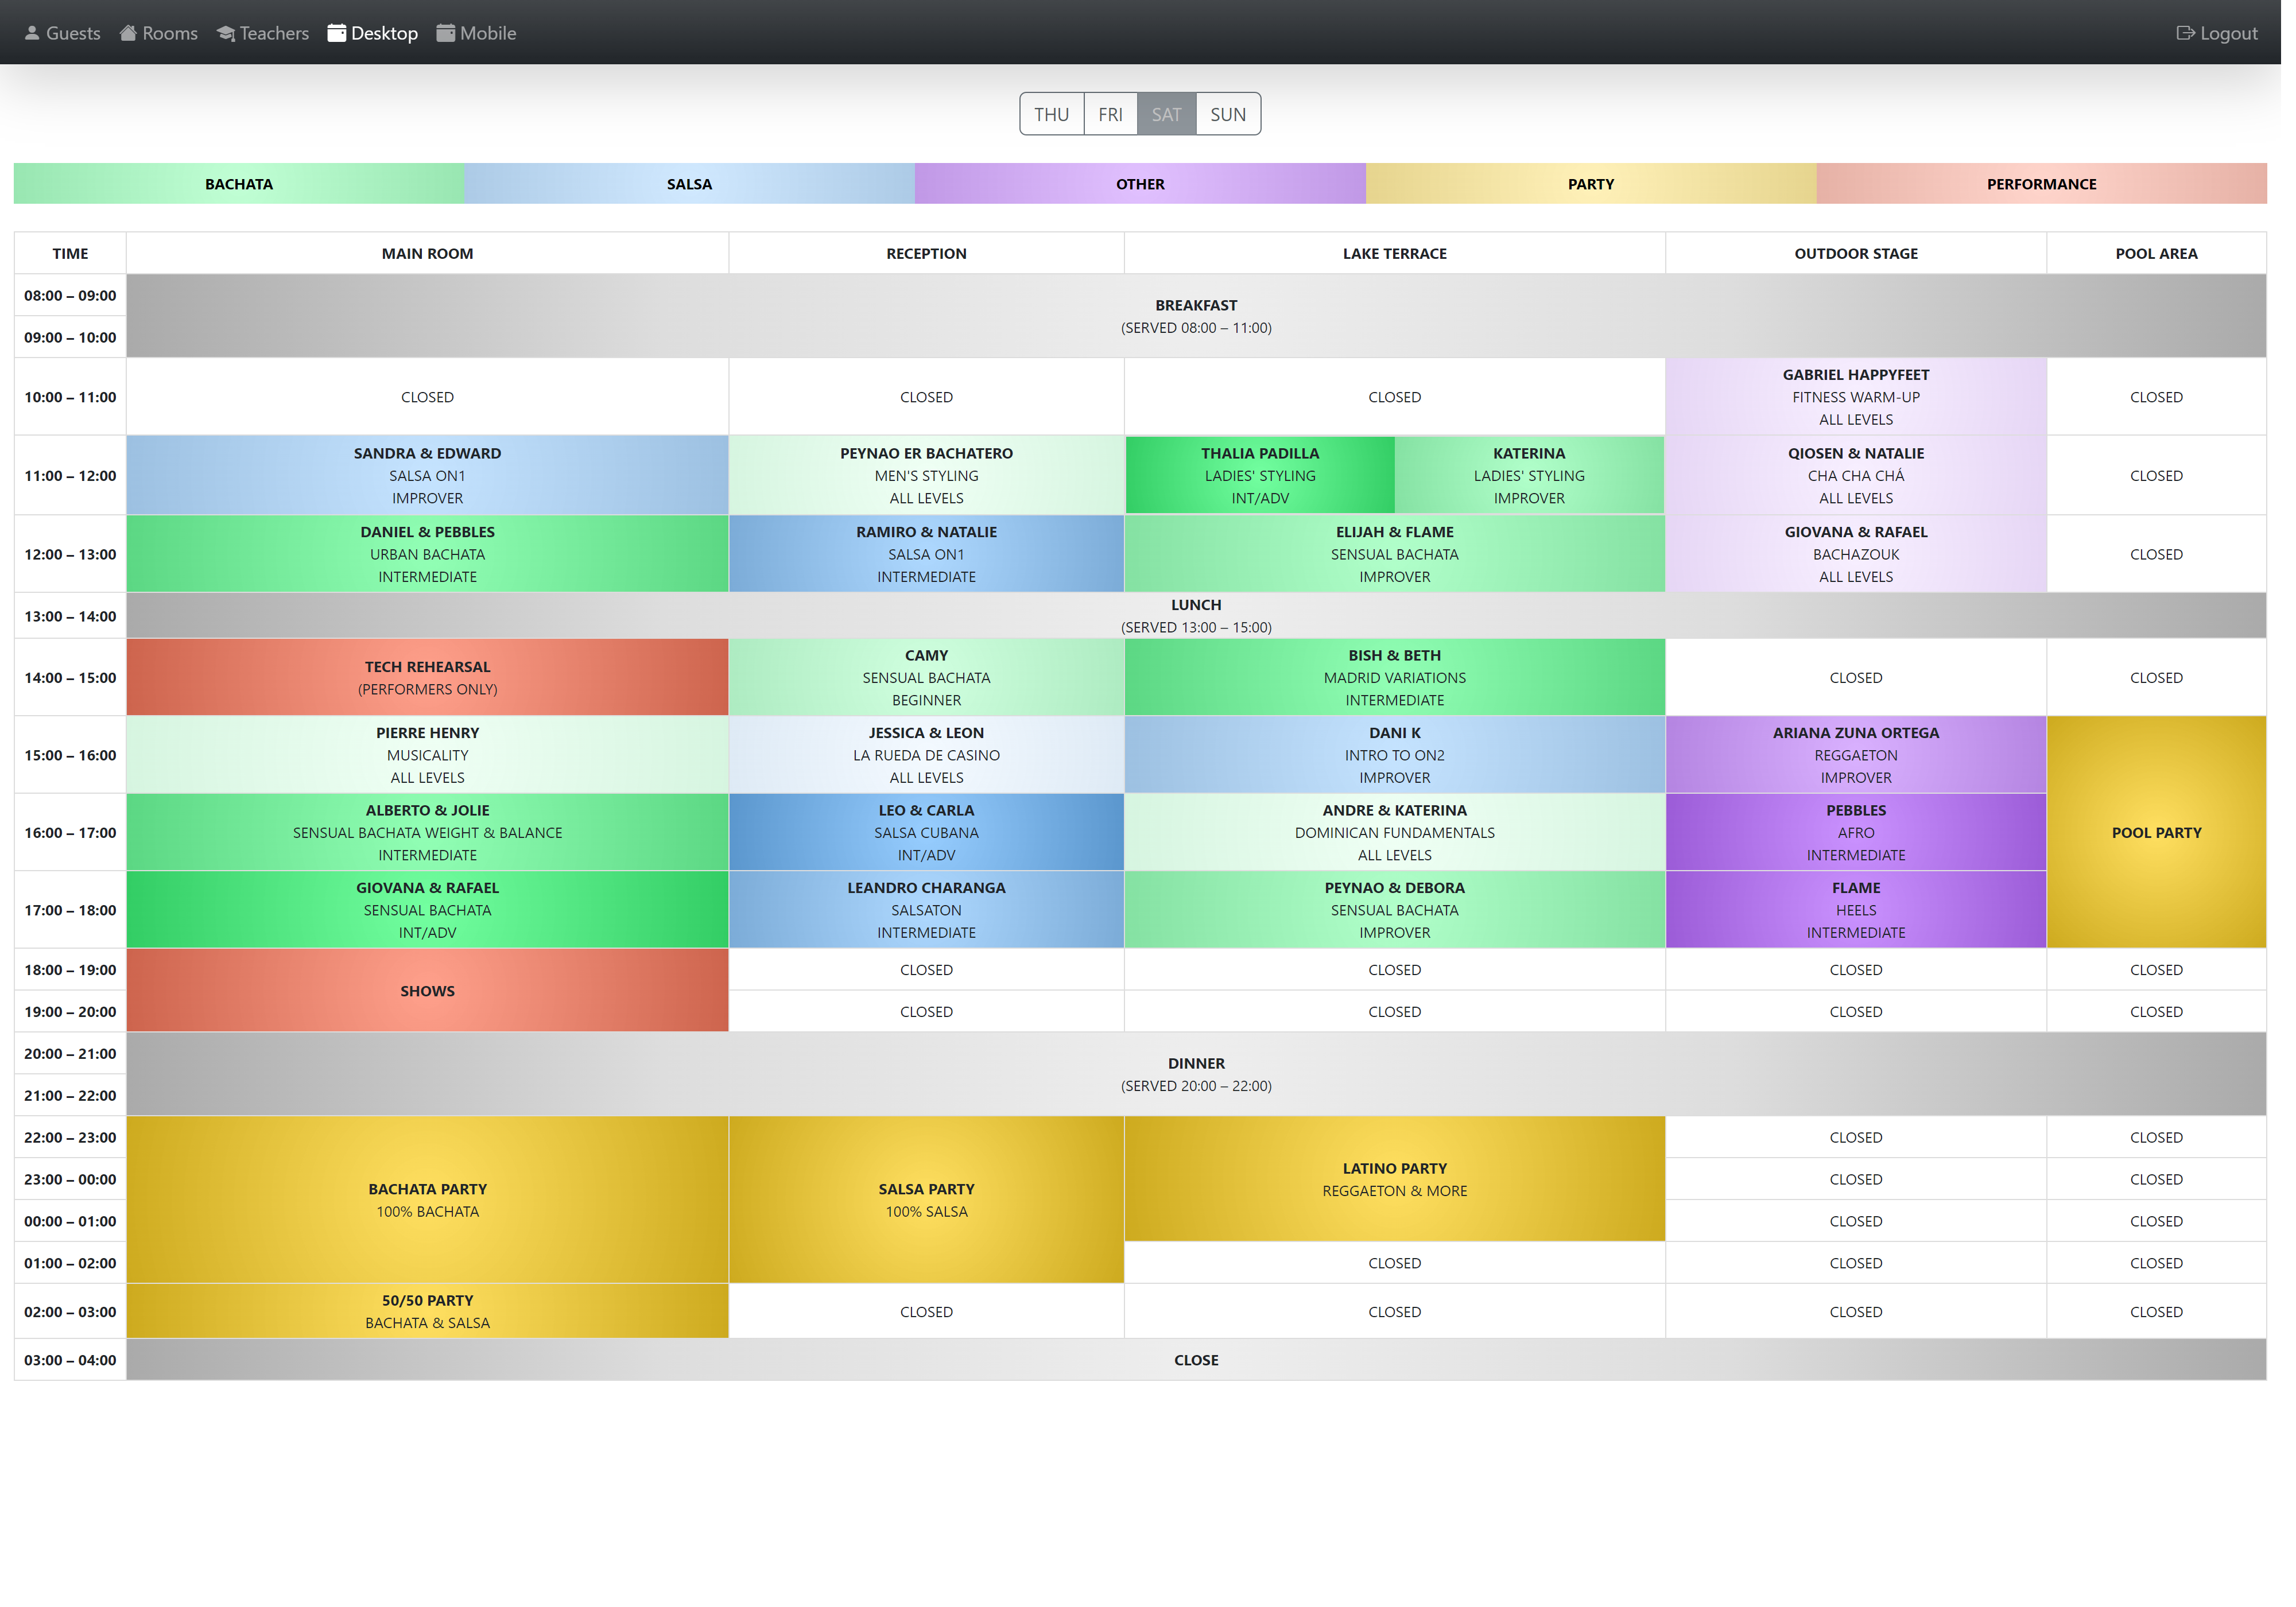 Guests Rooms Teachers Desktop Mobile Logout
THU FRI SAT SUN
BACHATA SALSA OTHER PARTY PERFORMANCE
TIME MAIN ROOM RECEPTION LAKE TERRACE OUTDOOR STAGE POOL AREA
08:00 – 09:00
BREAKFAST
(SERVED 08:00 – 11:00)
09:00 – 10:00
10:00 – 11:00
CLOSED
CLOSED
CLOSED
GABRIEL HAPPYFEET
FITNESS WARM-UP
ALL LEVELS
CLOSED
11:00 – 12:00
SANDRA & EDWARD
SALSA ON1
IMPROVER
PEYNAO ER BACHATERO
MEN'S STYLING
ALL LEVELS
THALIA PADILLA
LADIES' STYLING
INT/ADV
KATERINA
LADIES' STYLING
IMPROVER
QIOSEN & NATALIE
CHA CHA CHÁ
ALL LEVELS
CLOSED
12:00 – 13:00
DANIEL & PEBBLES
URBAN BACHATA
INTERMEDIATE
RAMIRO & NATALIE
SALSA ON1
INTERMEDIATE
ELIJAH & FLAME
SENSUAL BACHATA
IMPROVER
GIOVANA & RAFAEL
BACHAZOUK
ALL LEVELS
CLOSED
13:00 – 14:00
LUNCH
(SERVED 13:00 – 15:00)
14:00 – 15:00
TECH REHEARSAL
(PERFORMERS ONLY)
CAMY
SENSUAL BACHATA
BEGINNER
BISH & BETH
MADRID VARIATIONS
INTERMEDIATE
CLOSED
CLOSED
15:00 – 16:00
PIERRE HENRY
MUSICALITY
ALL LEVELS
JESSICA & LEON
LA RUEDA DE CASINO
ALL LEVELS
DANI K
INTRO TO ON2
IMPROVER
ARIANA ZUNA ORTEGA
REGGAETON
IMPROVER
POOL PARTY
16:00 – 17:00
ALBERTO & JOLIE
SENSUAL BACHATA WEIGHT & BALANCE
INTERMEDIATE
LEO & CARLA
SALSA CUBANA
INT/ADV
ANDRE & KATERINA
DOMINICAN FUNDAMENTALS
ALL LEVELS
PEBBLES
AFRO
INTERMEDIATE
17:00 – 18:00
GIOVANA & RAFAEL
SENSUAL BACHATA
INT/ADV
LEANDRO CHARANGA
SALSATON
INTERMEDIATE
PEYNAO & DEBORA
SENSUAL BACHATA
IMPROVER
FLAME
HEELS
INTERMEDIATE
18:00 – 19:00
SHOWS
CLOSED
CLOSED
CLOSED
CLOSED
19:00 – 20:00
CLOSED
CLOSED
CLOSED
CLOSED
20:00 – 21:00
DINNER
(SERVED 20:00 – 22:00)
21:00 – 22:00
22:00 – 23:00
BACHATA PARTY
100% BACHATA
SALSA PARTY
100% SALSA
LATINO PARTY
REGGAETON & MORE
CLOSED
CLOSED
23:00 – 00:00
CLOSED
CLOSED
00:00 – 01:00
CLOSED
CLOSED
01:00 – 02:00
CLOSED
CLOSED
CLOSED
02:00 – 03:00
50/50 PARTY
BACHATA & SALSA
CLOSED
CLOSED
CLOSED
CLOSED
03:00 – 04:00
CLOSE